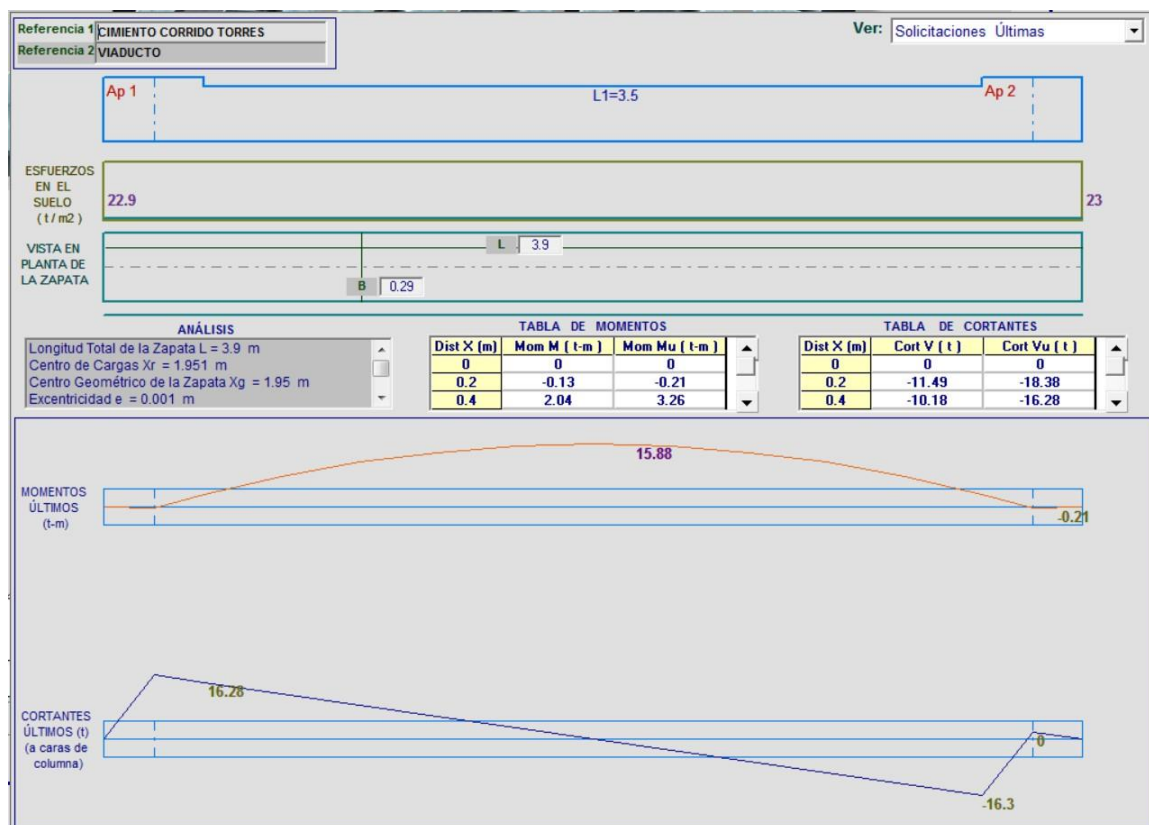 Referencia 1 CIMIENTO CORRIDO TORRES
Ver: Solicitaciones Últimas
Referencia 2 VIADUCTO
Ap 1
L1=3.5
Ap 2
ESFUERZOS
EN EL
SUELO
( t / m2 )
22.9
23
VISTA EN
PLANTA DE
LA ZAPATA
L 3.9
B 0.29
ANÁLISIS
Longitud Total de la Zapata L = 3.9 m
Centro de Cargas Xr = 1.951 m
Centro Geométrico de la Zapata Xg = 1.95 m
Excentricidad e = 0.001 m
TABLA DE MOMENTOS
Dist X (m) Mom M ( t-m ) Mom Mu ( t-m )
0 0 0
0.2 -0.13 -0.21
0.4 2.04 3.26
TABLA DE CORTANTES
Dist X (m) Cort V ( t ) Cort Vu ( t )
0 0 0
0.2 -11.49 -18.38
0.4 -10.18 -16.28
MOMENTOS
ÚLTIMOS
(t-m)
15.88
-0.21
CORTANTES
ÚLTIMOS (t)
(a caras de
columna)
16.28
0
-16.3